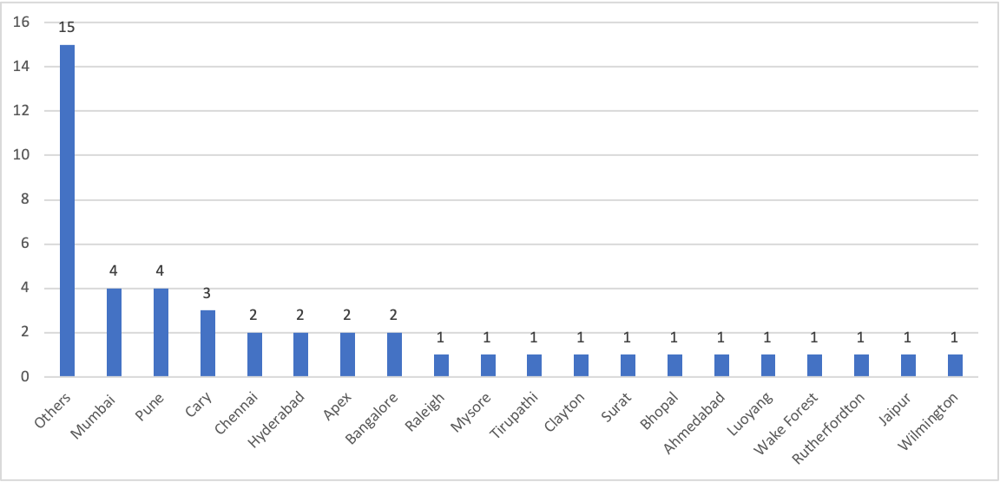 16
14
12
10
8
6
4
2
0
15
4
4
3
2
2
2
2
1
1
1
1
1
1
1
1
1
1
1
1
Others
Mumbai
Pune
Cary
Chennai
Hyderabad
Apex
Bangalore
Raleigh
Mysore
Tirupathi
Clayton
Surat
Bhopal
Ahmedabad
Luoyang
Wake Forest
Rutherfordton
Jaipur
Wilmington